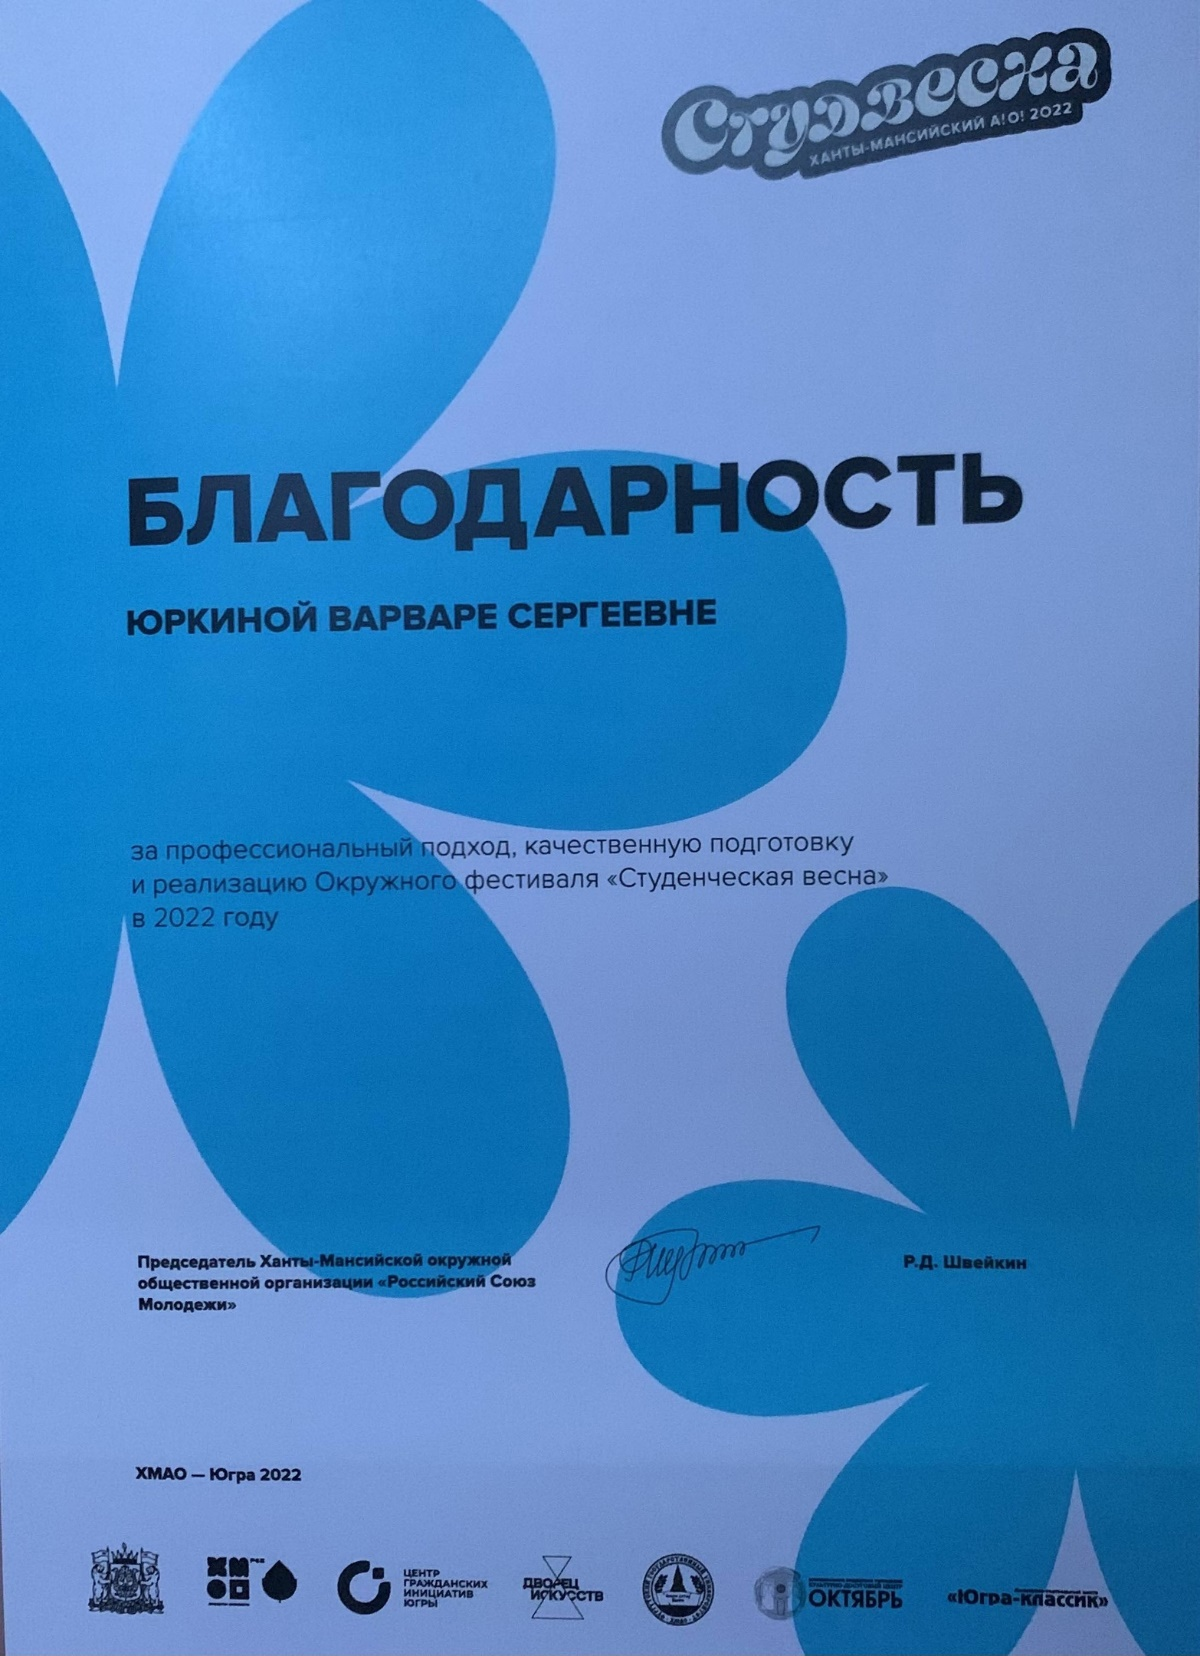 СтудВесна
ХАНТЫ-МАНСИЙСКИЙ А!О! 2022
БЛАГОДАРНОСТЬ
ЮРКИНОЙ ВАРВАРЕ СЕРГЕЕВНЕ
за профессиональный подход, качественную подготовку
и реализацию Окружного фестиваля «Студенческая весна»
в 2022 году
Председатель Ханты-Мансийской окружной
общественной организации «Российский Союз
Молодежи»
Р.Д. Швейкин
ХМАО — Югра 2022
ХМ
АО
ЦЕНТР
ГРАЖДАНСКИХ
ИНИЦИАТИВ
ЮГРЫ
ДВОРЕЦ
ИСКУССТВ
ОКТЯБРЬ
«Югра-классик»